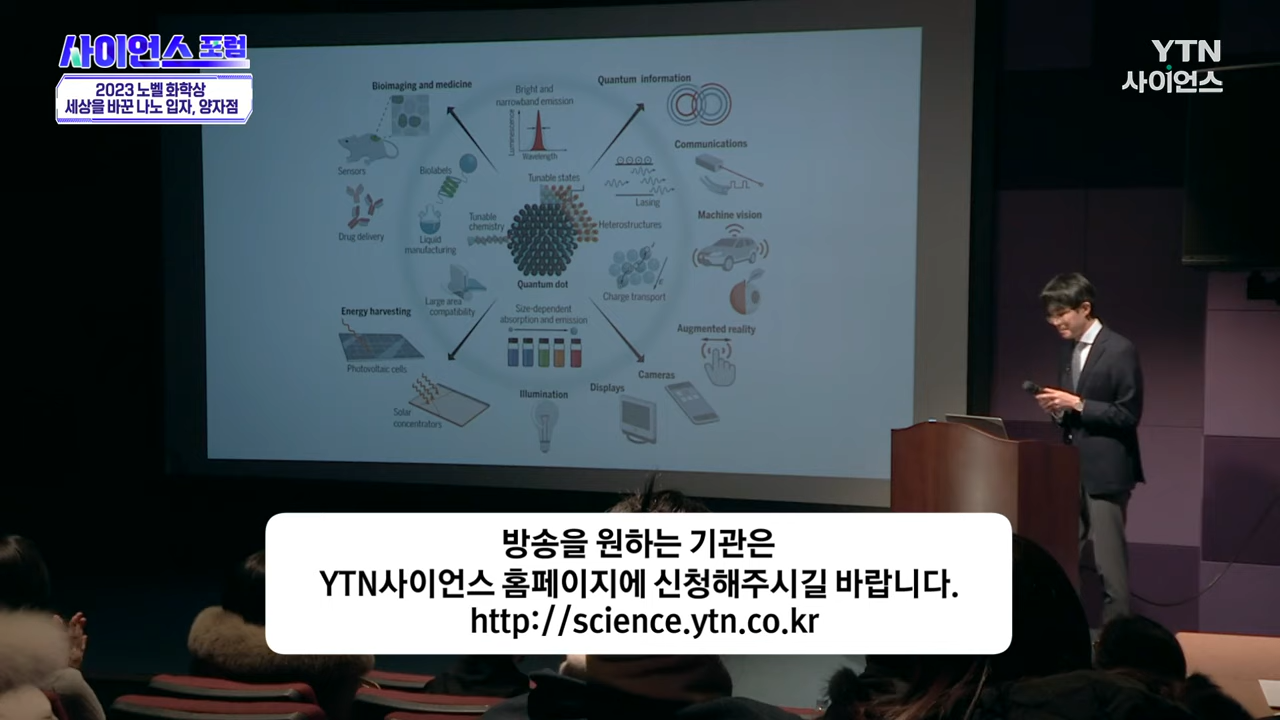 사이언스 포럼
2023 노벨 화학상
세상을 바꾼 나노 입자, 양자점
YTN
사이언스
Bioimaging and medicine
Bright and
narrowband emission
Luminescence
Wavelength
Quantum information
Communications
Sensors
Biolabels
Tunable states
Lasing
Drug delivery
Liquid
manufacturing
Tunable
chemistry
Heterostructures
Machine vision
Quantum dot
Charge transport
Large area
compatibility
Energy harvesting
Size-dependent
absorption and emission
Augmented reality
Photovoltaic cells
Solar
concentrators
Illumination
Displays
Cameras
방송을 원하는 기관은
YTN사이언스 홈페이지에 신청해주시길 바랍니다.
http://science.ytn.co.kr